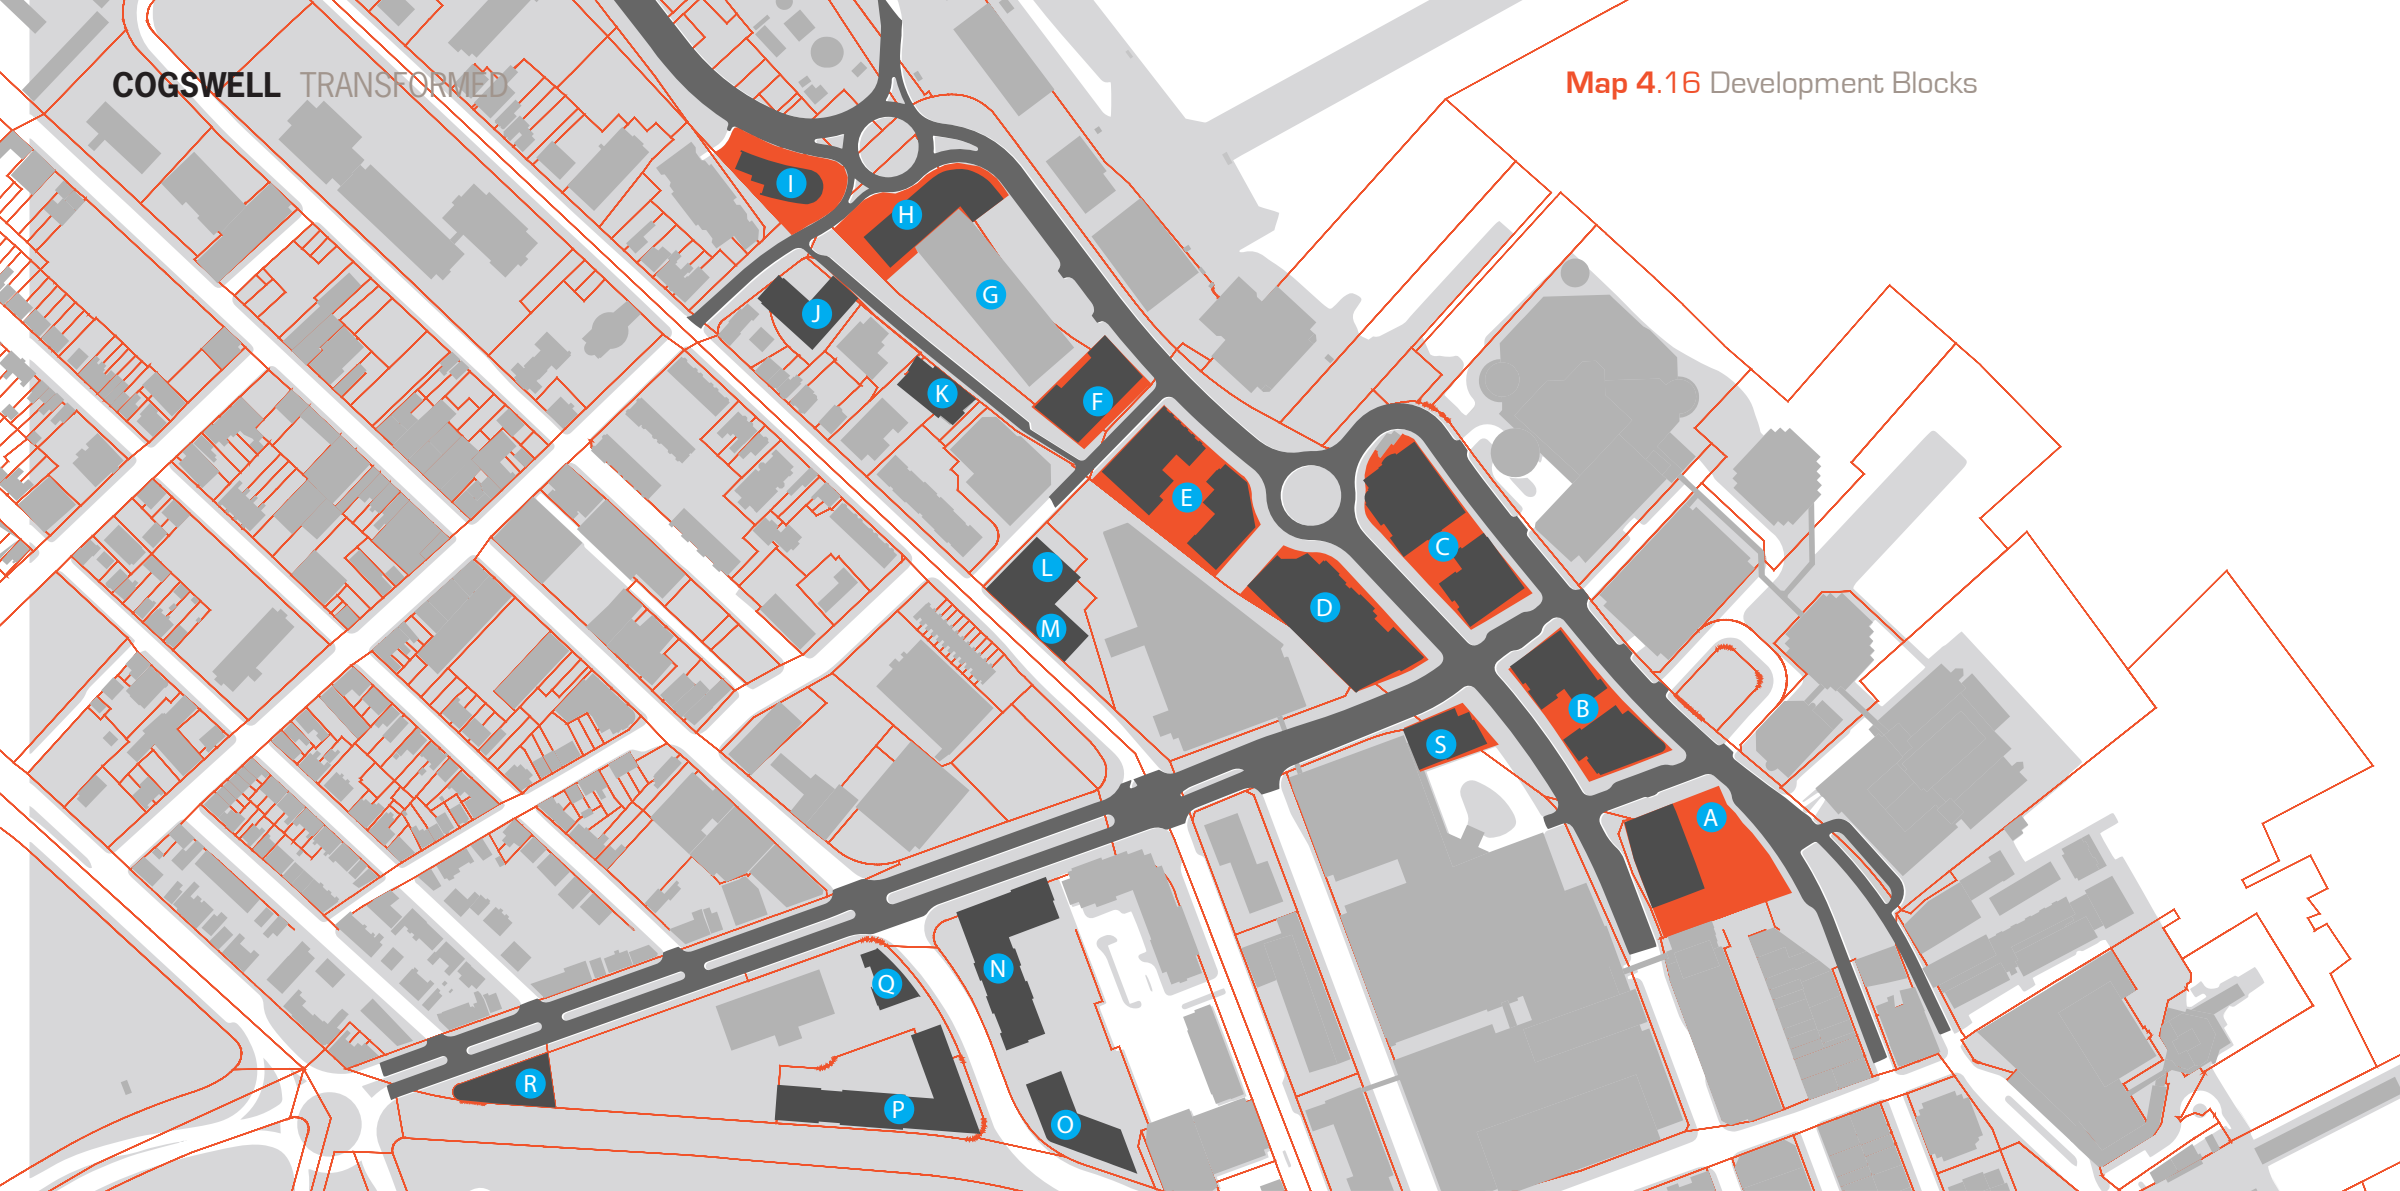 COGSWELL TRANSFORMED
Map 4.16 Development Blocks
I
H
G
J
K
F
E
C
L
D
M
B
S
A
N
Q
R
P
O